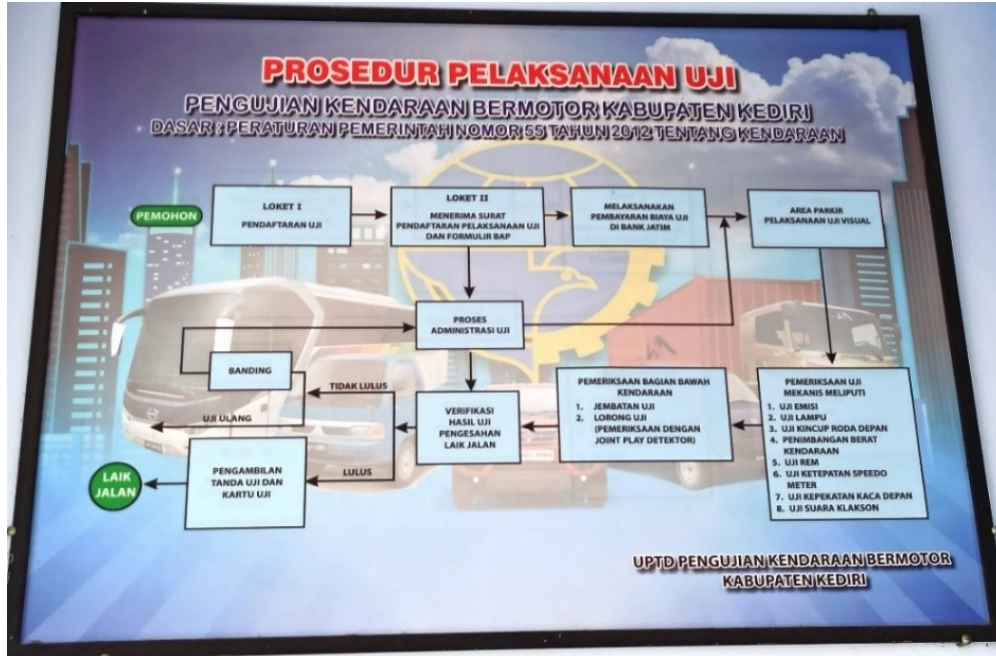 PROSEDUR PELAKSANAAN UJI
PENGUJIAN KENDARAAN BERMOTOR KABUPATEN KEDIRI
DASAR : PERATURAN PEMERINTAH NOMOR 55 TAHUN 2012 TENTANG KENDARAAN
PEMOHON
LOKET I
PENDAFTARAN UJI
LOKET II
MENERIMA SURAT
PENDAFTARAN PELAKSANAAN UJI
DAN FORMULIR BAP
MELAKSANAKAN
PEMBAYARAN BIAYA UJI
DI BANK JATIM
AREA PARKIR
PELAKSANAAN UJI VISUAL
PROSES
ADMINISTRASI UJI
BANDING
TIDAK LULUS
UJI ULANG
LULUS
VERIFIKASI
HASIL UJI
PENGESAHAN
LAIK JALAN
PEMERIKSAAN BAGIAN BAWAH
KENDARAAN
1. JEMBATAN UJI
2. LORONG UJI
(PEMERIKSAAN DENGAN
JOINT PLAY DETEKTOR)
PEMERIKSAAN UJI
MEKANIS MELIPUTI
1. UJI EMISI
2. UJI LAMPU
3. UJI KINCUP RODA DEPAN
4. PENIMBANGAN BERAT
KENDARAAN
5. UJI REM
6. UJI KETEPATAN SPEEDO
METER
7. UJI KEPEKATAN KACA DEPAN
8. UJI SUARA KLAKSON
PENGAMBILAN
TANDA UJI DAN
KARTU UJI
LAIK
JALAN
UPTD PENGUJIAN KENDARAAN BERMOTOR
KABUPATEN KEDIRI